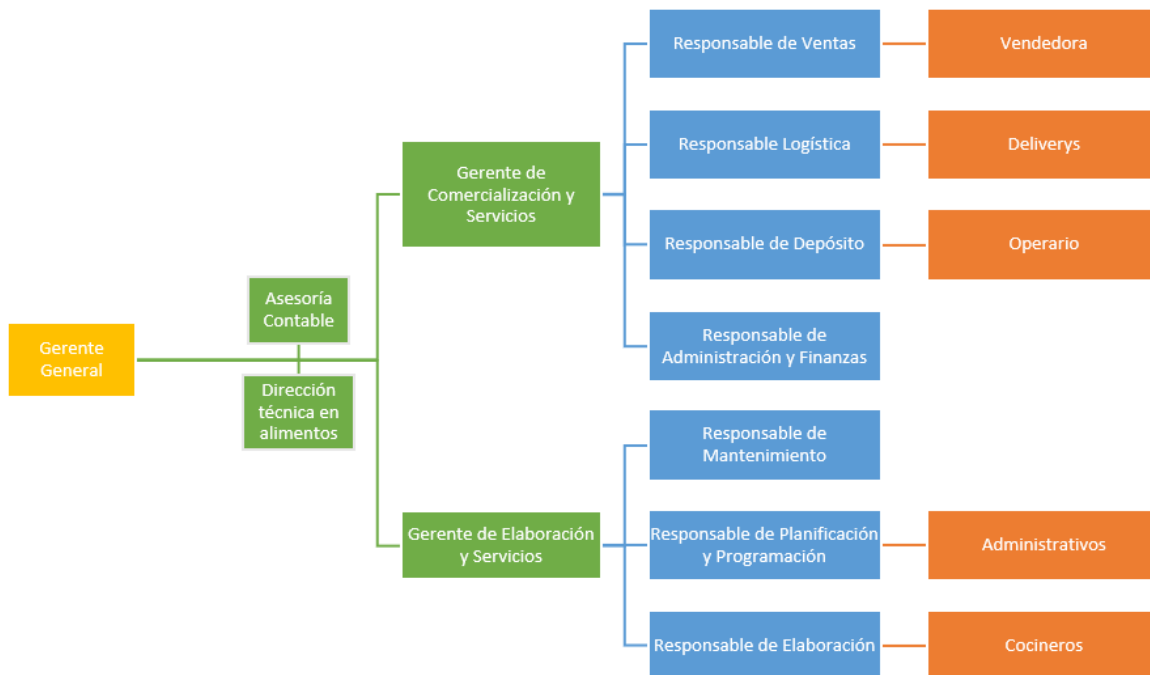 Gerente
General
Asesoría
Contable
Dirección
técnica en
alimentos
Gerente de
Comercialización y
Servicios
Responsable de Ventas
Vendedora
Responsable Logística
Deliverys
Responsable de Depósito
Operario
Responsable de
Administración y Finanzas
Gerente de Elaboración
y Servicios
Responsable de
Mantenimiento
Responsable de Planificación
y Programación
Administrativos
Responsable de Elaboración
Cocineros